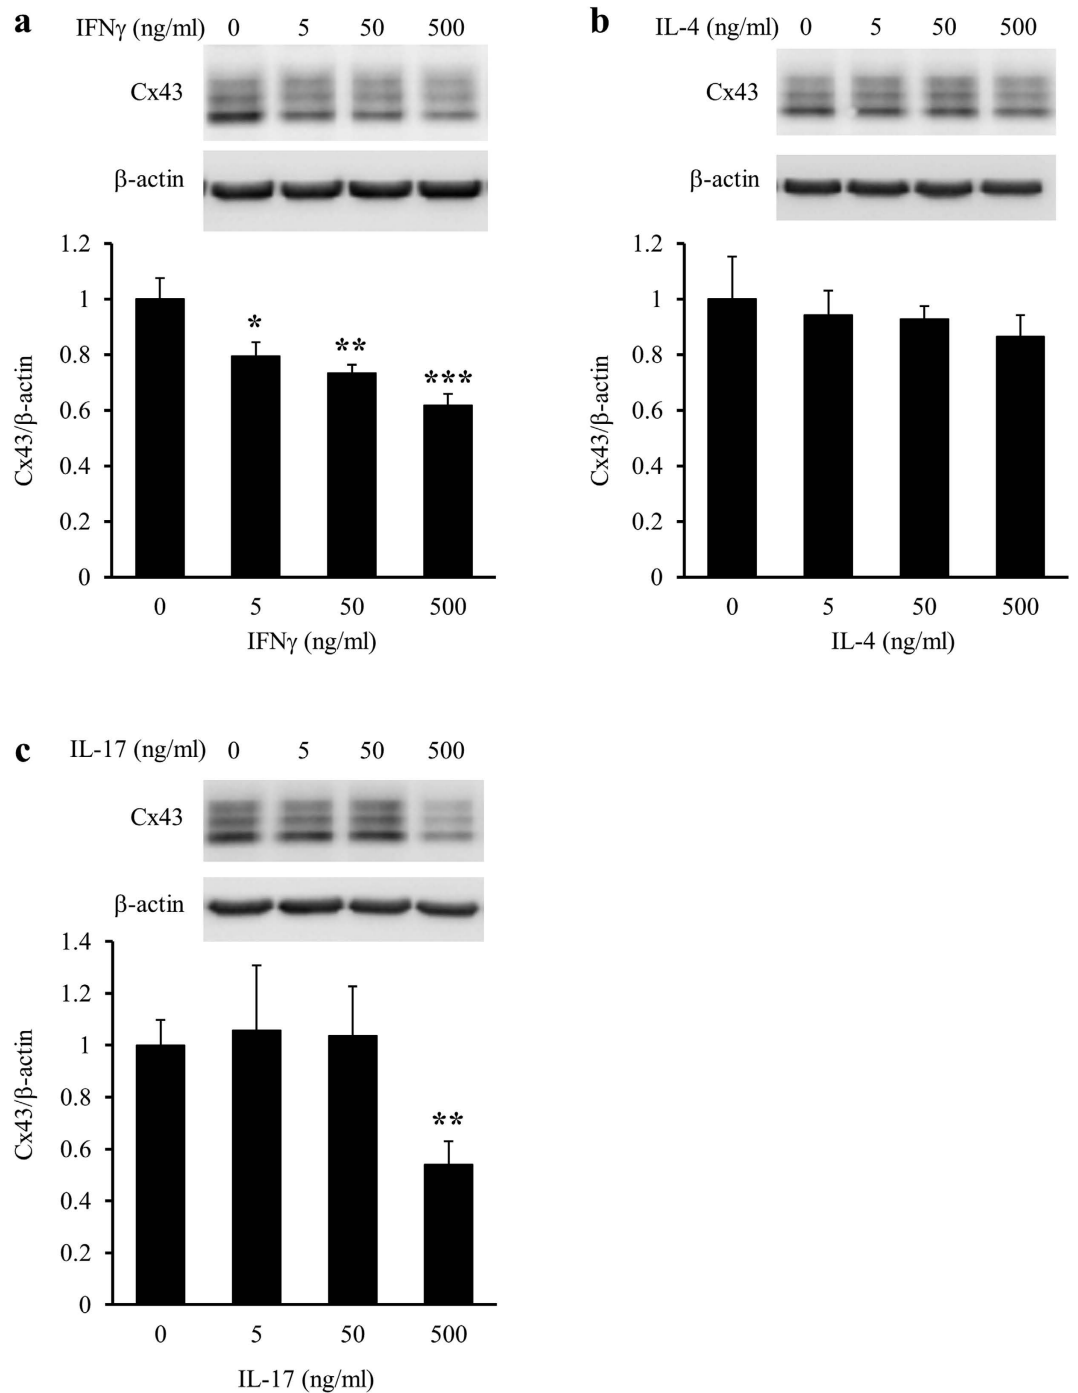 a
IFNγ (ng/ml) 0 5 50 500
Cx43
β-actin
1.2
1
0.8
0.6
0.4
0.2
0
Cx43/β-actin
*
**
***
0 5 50 500
IFNγ (ng/ml)
b
IL-4 (ng/ml) 0 5 50 500
Cx43
β-actin
1.2
1
0.8
0.6
0.4
0.2
0
Cx43/β-actin
0 5 50 500
IL-4 (ng/ml)
c
IL-17 (ng/ml) 0 5 50 500
Cx43
β-actin
1.4
1.2
1
0.8
0.6
0.4
0.2
0
Cx43/β-actin
**
0 5 50 500
IL-17 (ng/ml)